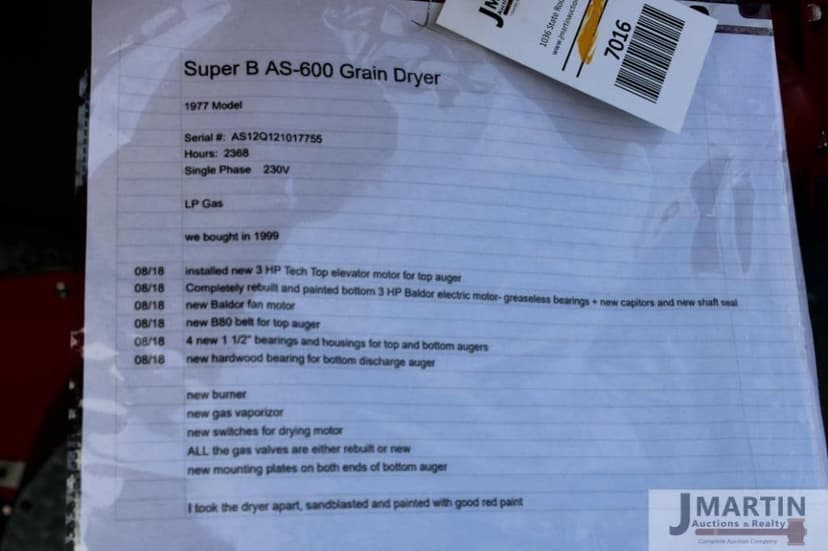 JM
1036 State Rou
www.jmartinauction
7016
Super B AS-600 Grain Dryer
1977 Model
Serial #: AS12Q121017755
Hours: 2368
Single Phase 230V
LP Gas
we bought in 1999
08/18 installed new 3 HP Tech Top elevator motor for top auger
08/18 Completely rebuilt and painted bottom 3 HP Baldor electric motor- greaseless bearings + new capitors and new shaft seal
08/18 new Baldor fan motor
08/18 new B80 belt for top auger
08/18 4 new 1 1/2" bearings and housings for top and bottom augers
08/18 new hardwood bearing for bottom discharge auger
new burner
new gas vaporizor
new switches for drying motor
ALL the gas valves are either rebuilt or new
new mounting plates on both ends of bottom auger
I took the dryer apart, sandblasted and painted with good red paint
J MARTIN
Auctions & Realty
Complete Auction Company